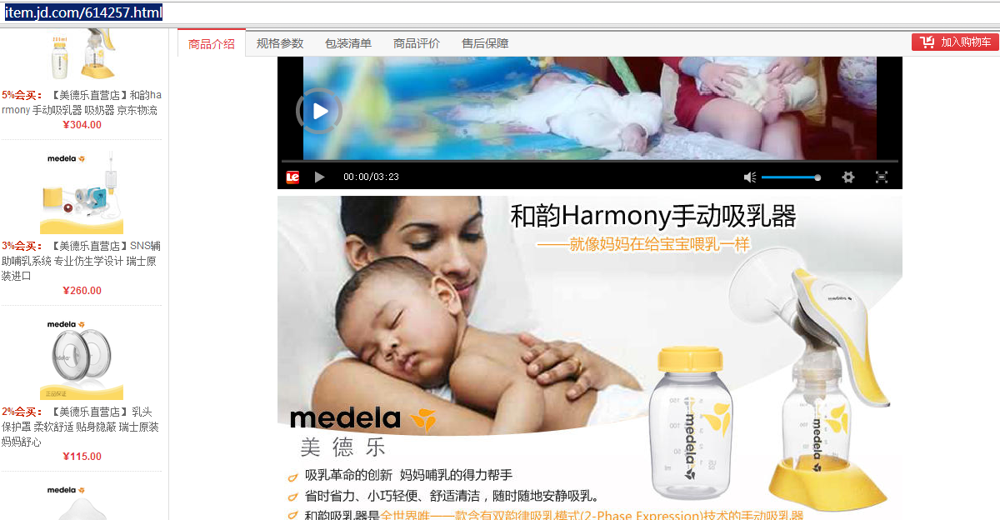 item.jd.com/614257.html
商品介绍
规格参数
包装清单
商品评价
售后保障
加入购物车
5%会买： 【美德乐直营店】和韵ha
rmony 手动吸乳器 吸奶器 京东物流
¥304.00
medela
3%会买： 【美德乐直营店】SNS辅
助哺乳系统 专业仿生学设计 瑞士原
装进口
¥260.00
medela
正品保证
2%会买： 【美德乐直营店】乳头
保护罩 柔软舒适 贴身隐蔽 瑞士原装
妈妈舒心
¥115.00
medela
Le
00:00/03:23
和韵Harmony手动吸乳器
——就像妈妈在给宝宝喂乳一样
medela
medela
medela
美德乐
吸乳革命的创新 妈妈哺乳的得力帮手
省时省力、小巧轻便、舒适清洁，随时随地安静吸乳。
和韵吸乳器是全世界唯一一款含有双韵律吸乳模式(2-Phase Expression)技术的手动吸乳器